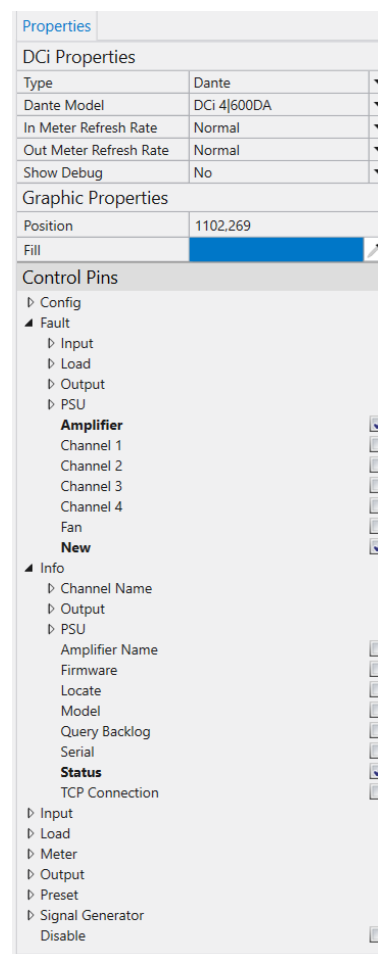 Properties
DCi Properties
Type Dante
Dante Model DCi 4|600DA
In Meter Refresh Rate Normal
Out Meter Refresh Rate Normal
Show Debug No
Graphic Properties
Position 1102,269
Fill
Control Pins
Config
Fault
Input
Load
Output
PSU
Amplifier
Channel 1
Channel 2
Channel 3
Channel 4
Fan
New
Info
Channel Name
Output
PSU
Amplifier Name
Firmware
Locate
Model
Query Backlog
Serial
Status
TCP Connection
Input
Load
Meter
Output
Preset
Signal Generator
Disable